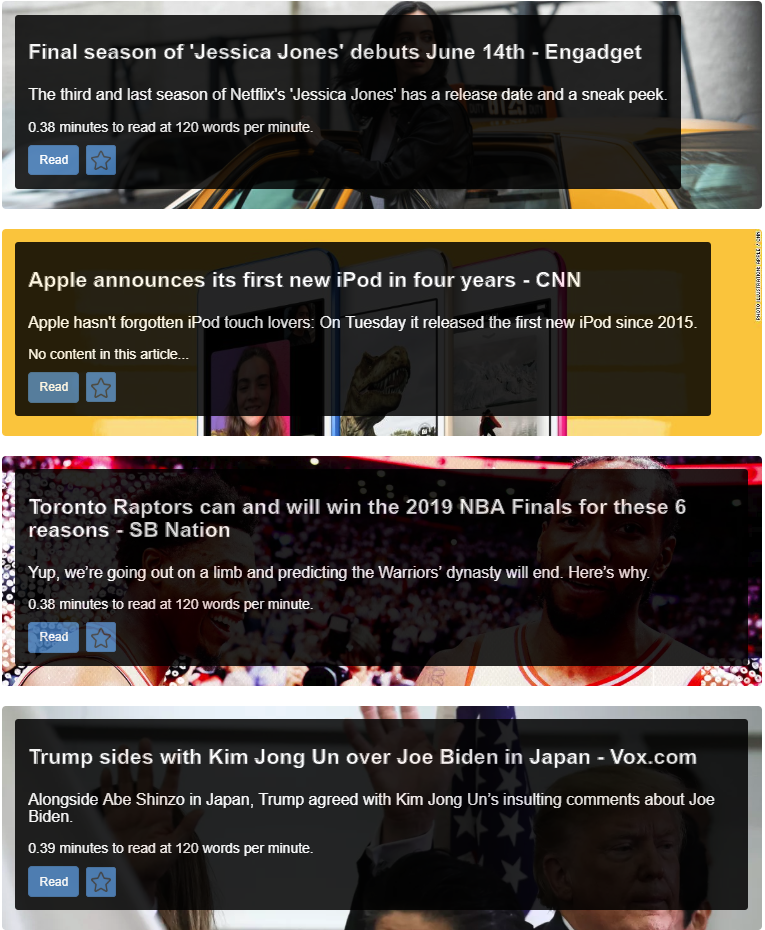 Final season of 'Jessica Jones' debuts June 14th - Engadget
The third and last season of Netflix's 'Jessica Jones' has a release date and a sneak peek.
0.38 minutes to read at 120 words per minute.
Read
Apple announces its first new iPod in four years - CNN
Apple hasn't forgotten iPod touch lovers: On Tuesday it released the first new iPod since 2015.
No content in this article...
Read
PHOTO ILLUSTRATION: APPLE / CNN
Toronto Raptors can and will win the 2019 NBA Finals for these 6
reasons - SB Nation
Yup, we’re going out on a limb and predicting the Warriors’ dynasty will end. Here’s why.
0.38 minutes to read at 120 words per minute.
Read
Trump sides with Kim Jong Un over Joe Biden in Japan - Vox.com
Alongside Abe Shinzo in Japan, Trump agreed with Kim Jong Un’s insulting comments about Joe
Biden.
0.39 minutes to read at 120 words per minute.
Read